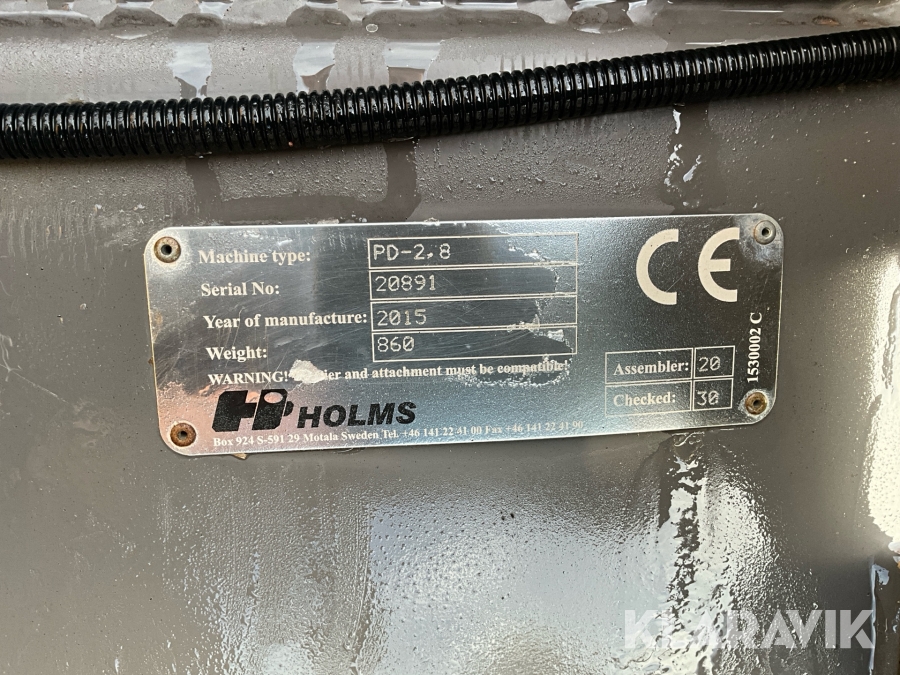 Machine type: PD-2.8
Serial No: 20891
Year of manufacture: 2015
Weight: 860
WARNING! and attachment must be compatible!
HOLMS
Box 924 S-591 29 Motala Sweden Tel. +46 141 22 41 00 Fax +46 141 22 41 90
CE
Assembler: 20
Checked: 30
1530002 C
KLARAVIK